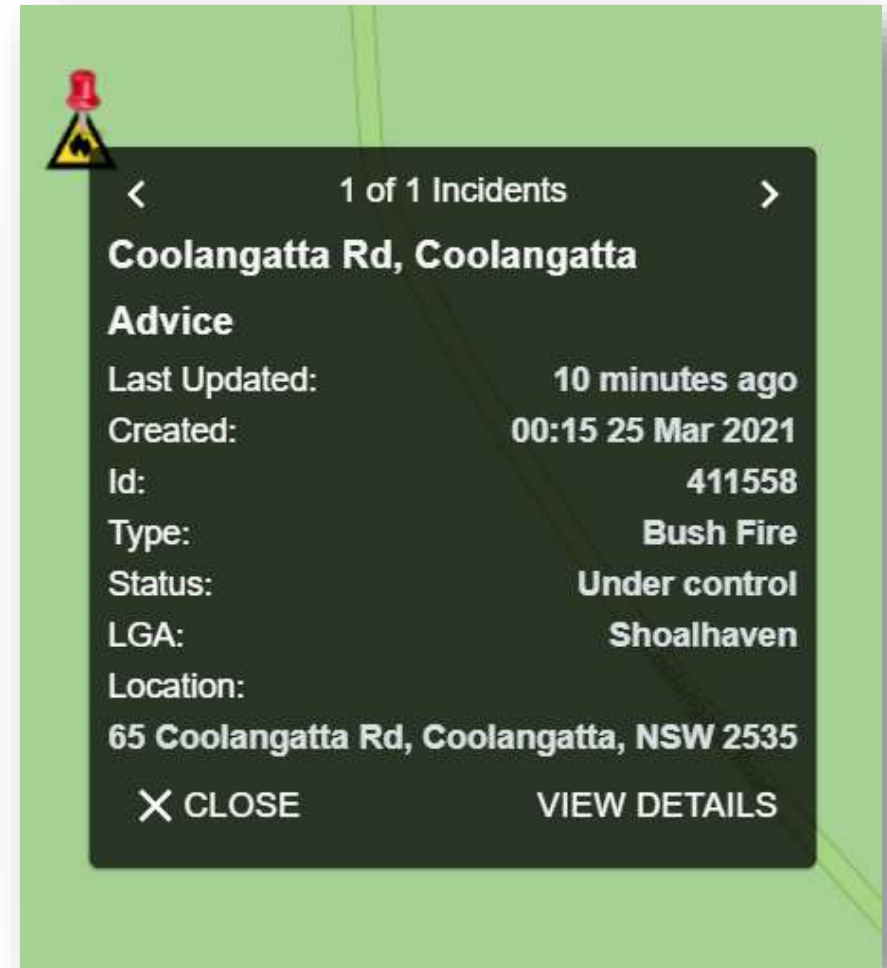 1 of 1 Incidents
Coolangatta Rd, Coolangatta
Advice
Last Updated: 10 minutes ago
Created: 00:15 25 Mar 2021
Id: 411558
Type: Bush Fire
Status: Under control
LGA: Shoalhaven
Location:
65 Coolangatta Rd, Coolangatta, NSW 2535
CLOSE VIEW DETAILS